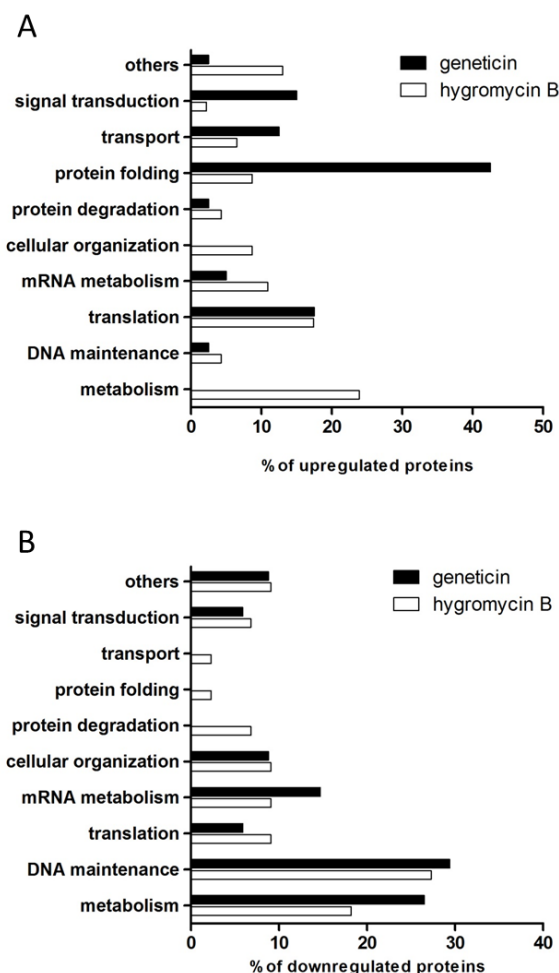 A
geneticin
hygromycin B
others
signal transduction
transport
protein folding
protein degradation
cellular organization
mRNA metabolism
translation
DNA maintenance
metabolism
0 10 20 30 40 50
% of upregulated proteins
B
geneticin
hygromycin B
others
signal transduction
transport
protein folding
protein degradation
cellular organization
mRNA metabolism
translation
DNA maintenance
metabolism
0 10 20 30 40
% of downregulated proteins